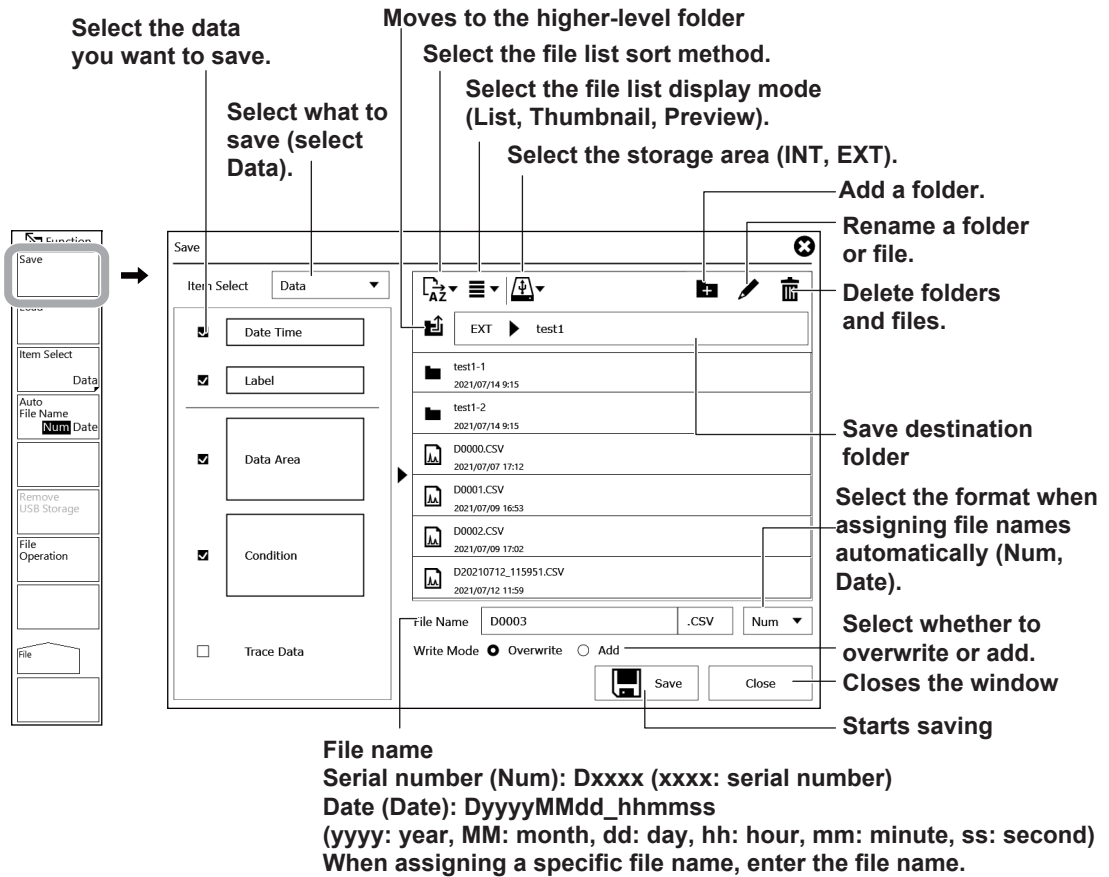 Select the data
you want to save.
Moves to the higher-level folder
Select the file list sort method.
Select the file list display mode
(List, Thumbnail, Preview).
Select what to
save (select
Data).
Select the storage area (INT, EXT).
Add a folder.
Rename a folder
or file.
Delete folders
and files.
Function
Save
Load
Item Select
Data
Auto
File Name
Num Date
Remove
USB Storage
File
Operation
File
Save
Item Select
Data
Date Time
Label
Data Area
Condition
Trace Data
AZ
EXT
test1
test1-1
2021/07/14 9:15
test1-2
2021/07/14 9:15
D0000.CSV
2021/07/07 17:12
D0001.CSV
2021/07/09 16:53
D0002.CSV
2021/07/09 17:02
D20210712_115951.CSV
2021/07/12 11:59
File Name D0003 .CSV Num
Write Mode Overwrite Add
Save Close
Save destination
folder
Select the format when
assigning file names
automatically (Num,
Date).
Select whether to
overwrite or add.
Closes the window
Starts saving
File name
Serial number (Num): Dxxxx (xxxx: serial number)
Date (Date): DyyyyMMdd_hhmmss
(yyyy: year, MM: month, dd: day, hh: hour, mm: minute, ss: second)
When assigning a specific file name, enter the file name.